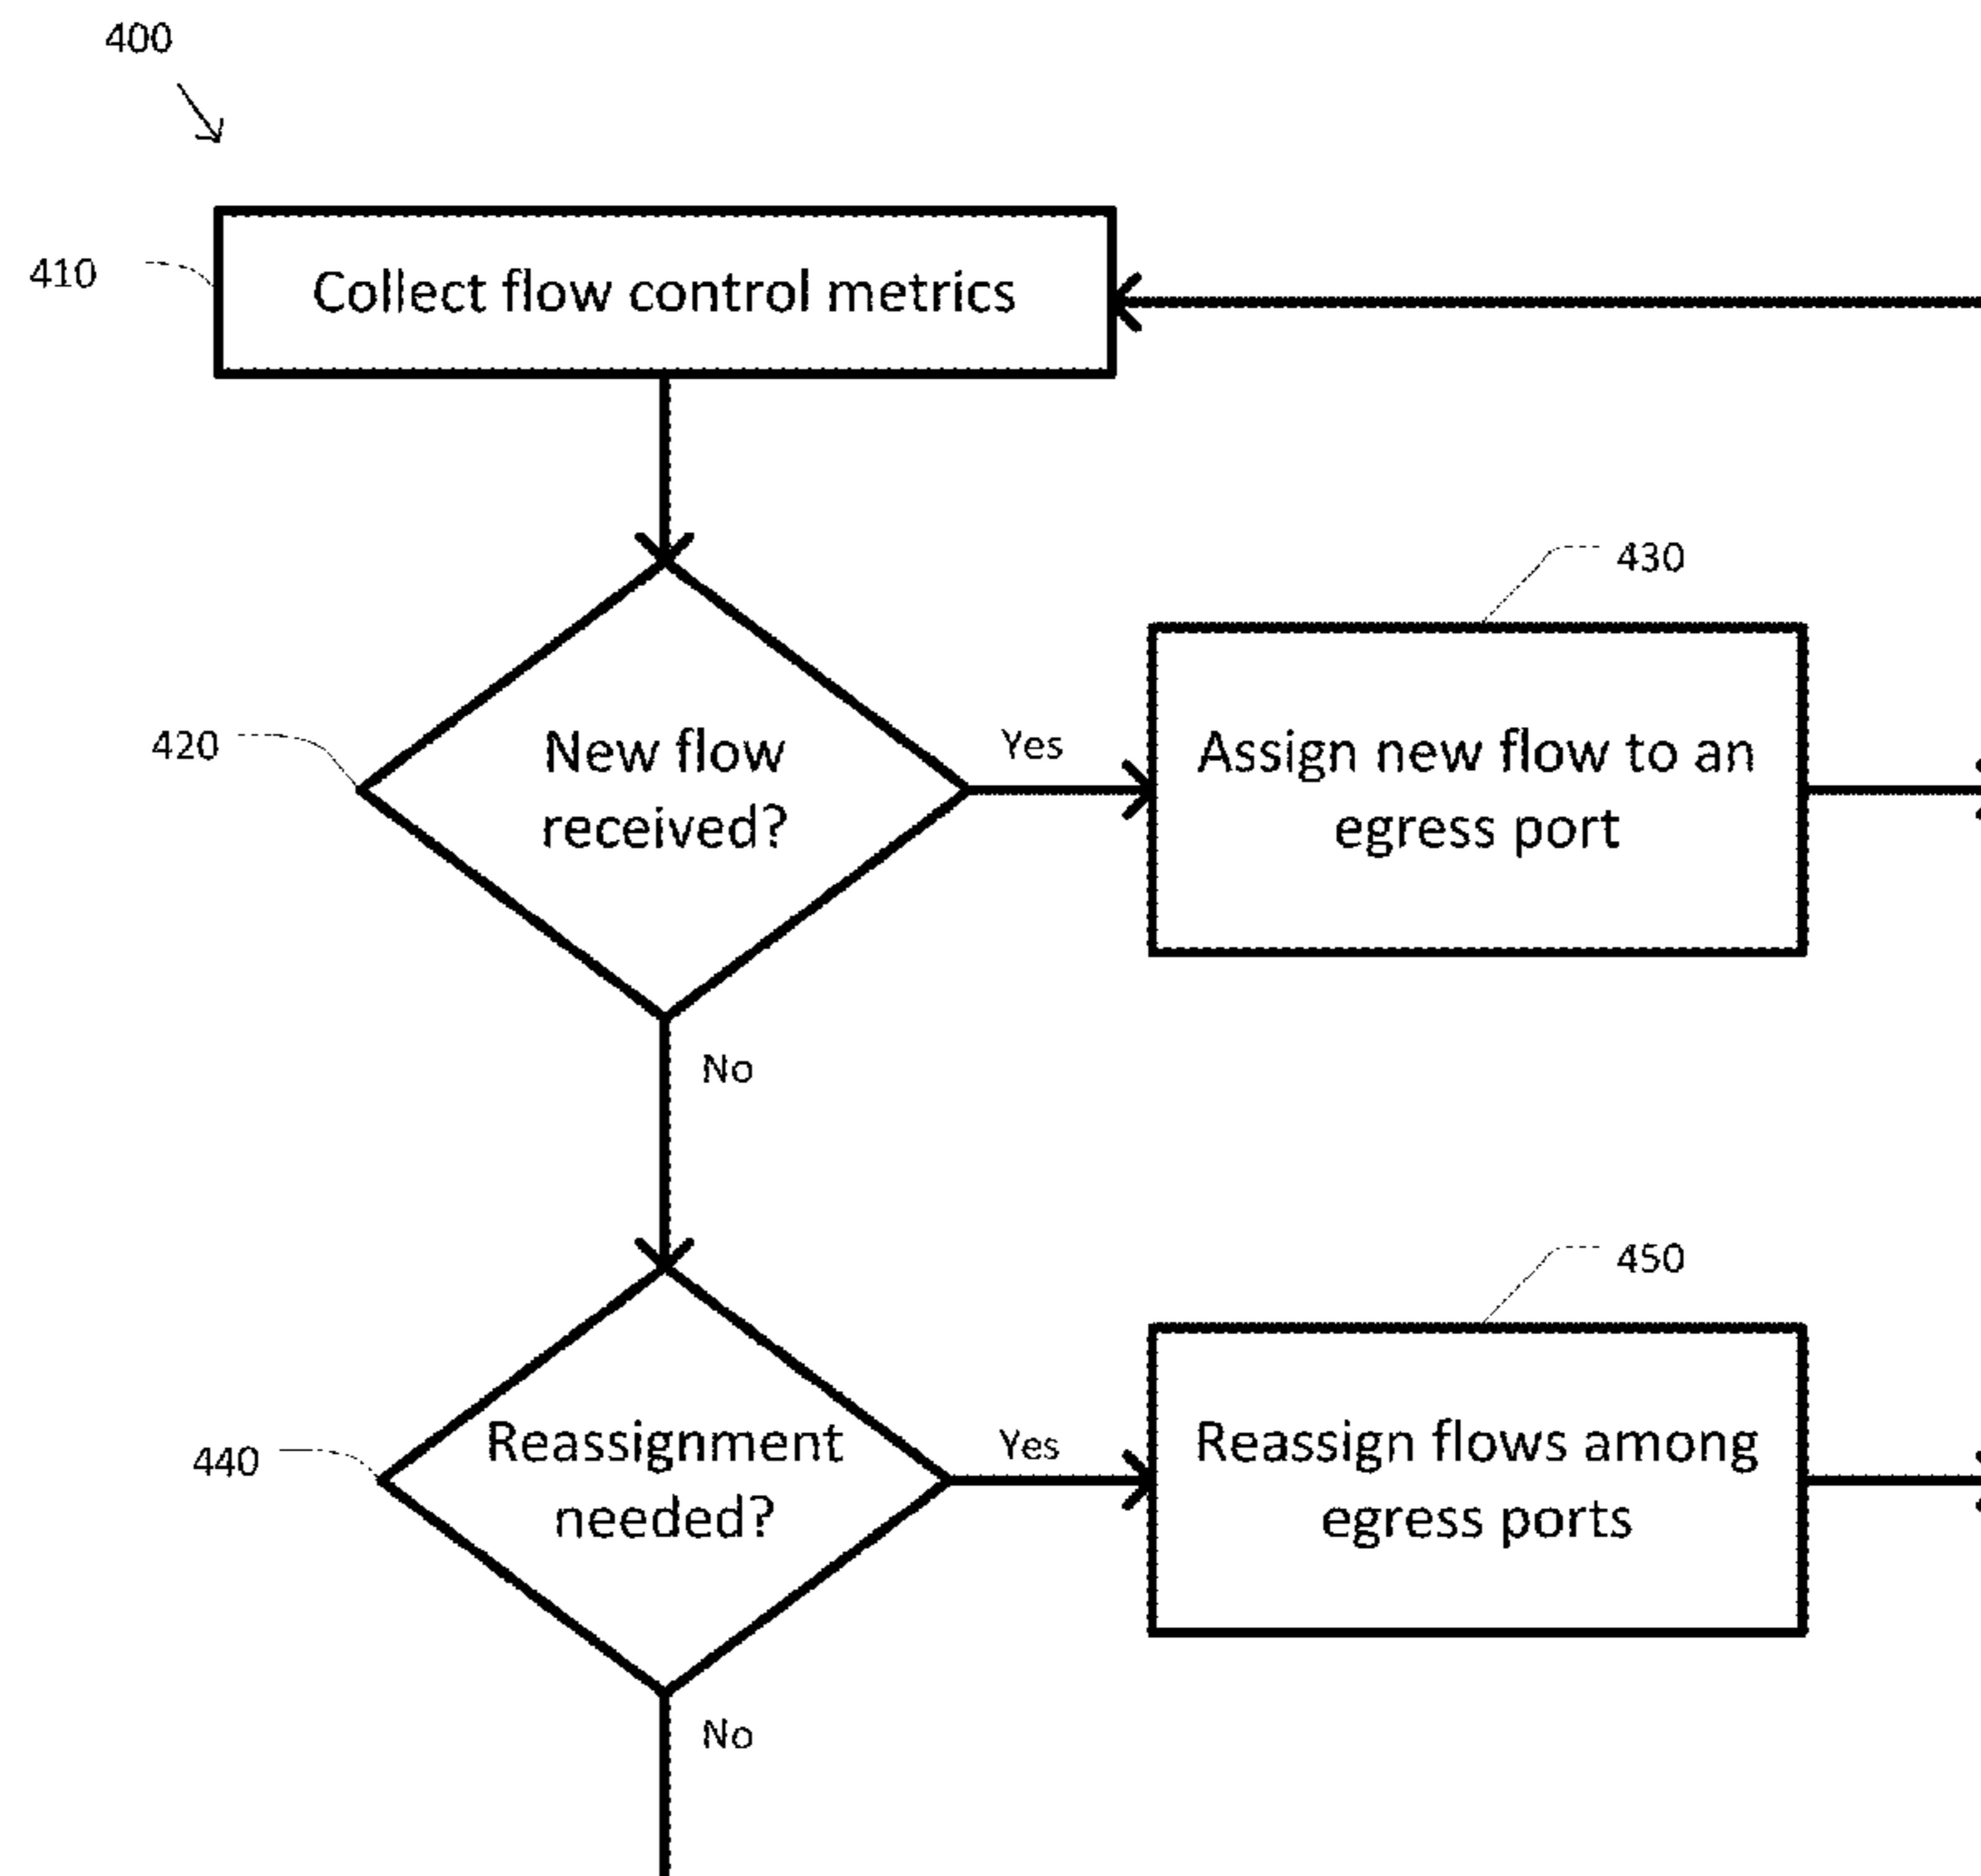 400
410
Collect flow control metrics
430
420
New flow
received?
Yes
Assign new flow to an
egress port
No
450
440
Reassignment
needed?
Yes
Reassign flows among
egress ports
No